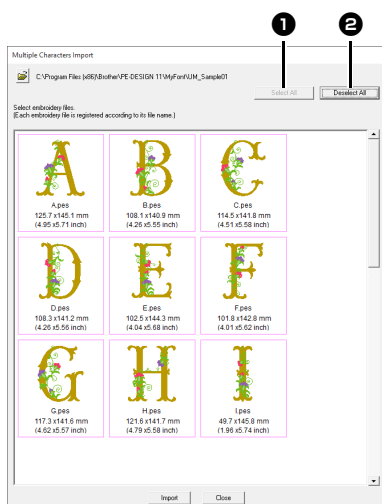 ❶ ❷
Multiple Characters Import
C:\Program Files (x86)\Brother\PE-DESIGN 11\MyFont\UM_Sample01
Select All Deselect All
Select embroidery files.
(Each embroidery file is registered according to its file name.)
A B C
A.pes B.pes C.pes
125.7 x145.1 mm 108.1 x140.9 mm 114.5 x141.8 mm
(4.95 x5.71 inch) (4.26 x5.55 inch) (4.51 x5.58 inch)
D E F
D.pes E.pes F.pes
108.3 x141.2 mm 102.5 x144.3 mm 101.8 x142.8 mm
(4.26 x5.56 inch) (4.04 x5.68 inch) (4.01 x5.62 inch)
G H I
G.pes H.pes I.pes
117.3 x141.6 mm 121.6 x141.7 mm 49.7 x145.8 mm
(4.62 x5.57 inch) (4.79 x5.58 inch) (1.96 x5.74 inch)
Import Close